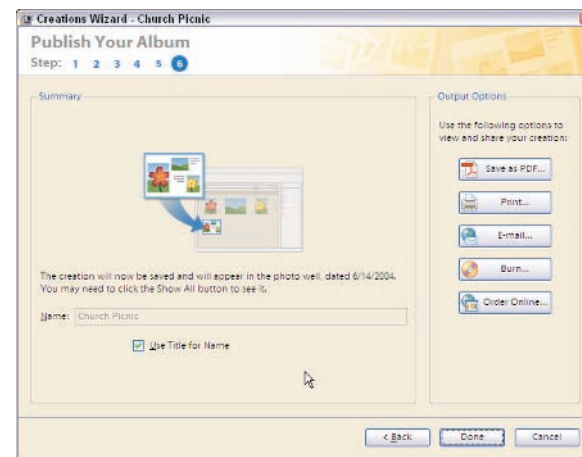 Creations Wizard - Church Picnic
Publish Your Album
Step: 1 2 3 4 5 6
Summary
The creation will now be saved and will appear in the photo well, dated 6/14/2004.
You may need to click the Show All button to see it.
Name: Church Picnic
Use Title for Name
Output Options
Use the following options to
view and share your creation:
Save as PDF...
Print...
E-mail...
Burn...
Order Online...
< Back
Done
Cancel